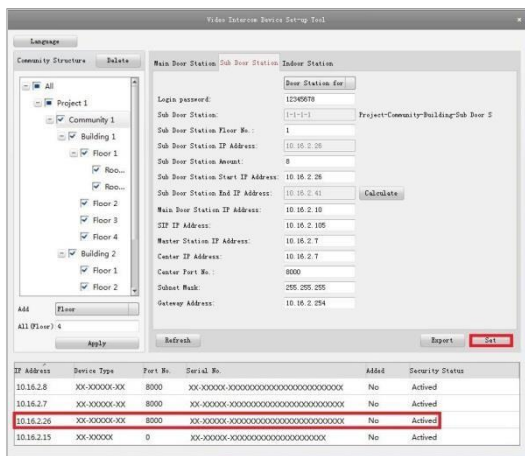 Video Intercom Device Set-up Tool
Language
Community Structure Delete
All
Project 1
Community 1
Building 1
Floor 1
Roo...
Roo...
Floor 2
Floor 3
Floor 4
Building 2
Floor 1
Floor 2
Add Floor
All(Floor) 4
Apply
Main Door Station Sub Door Station Indoor Station
Door Station for
Login password: 12345678
Sub Door Station: 1-1-1-1 Project-Community-Building-Sub Door S
Sub Door Station Floor No.: 1
Sub Door Station IP Address: 10.16.2.26
Sub Door Station Amount: 8
Sub Door Station Start IP Address: 10.16.2.26
Sub Door Station End IP Address: 10.16.2.41 Calculate
Main Door Station IP Address: 10.16.2.10
SIP IP Address: 10.16.2.105
Master Station IP Address: 10.16.2.7
Center IP Address: 10.16.2.7
Center Port No.: 8000
Subnet Mask: 255.255.255
Gateway Address: 10.16.2.254
Refresh Export Set
IP Address Device Type Port No. Serial No. Added Security Status
10.16.2.8 XX-XXXXX-XX 8000 XX-XXXXX-XXXXXXXXXXXXXXXXXXXXXXX No Actived
10.16.2.7 XX-XXXXX-XX 8000 XX-XXXXX-XXXXXXXXXXXXXXXXXXXXXXX No Actived
10.16.2.26 XX-XXXXX-XX 8000 XX-XXXXX-XXXXXXXXXXXXXXXXXXXXXXX No Actived
10.16.2.15 XX-XXXXX 0 XX-XXXXX-XXXXXXXXXXXXXXXXXXX No Actived